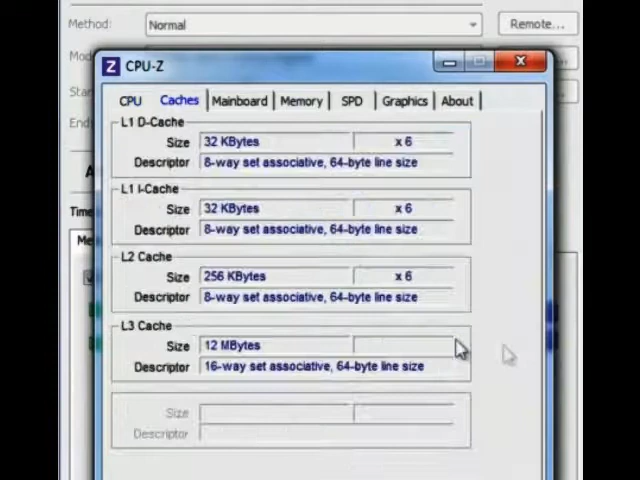 Method: Normal Remote...
Z CPU-Z
CPU Caches Mainboard Memory SPD Graphics About
L1 D-Cache
Size 32 KBytes x 6
Descriptor 8-way set associative, 64-byte line size
L1 I-Cache
Size 32 KBytes x 6
Descriptor 8-way set associative, 64-byte line size
L2 Cache
Size 256 KBytes x 6
Descriptor 8-way set associative, 64-byte line size
L3 Cache
Size 12 MBytes
Descriptor 16-way set associative, 64-byte line size
Size
Descriptor